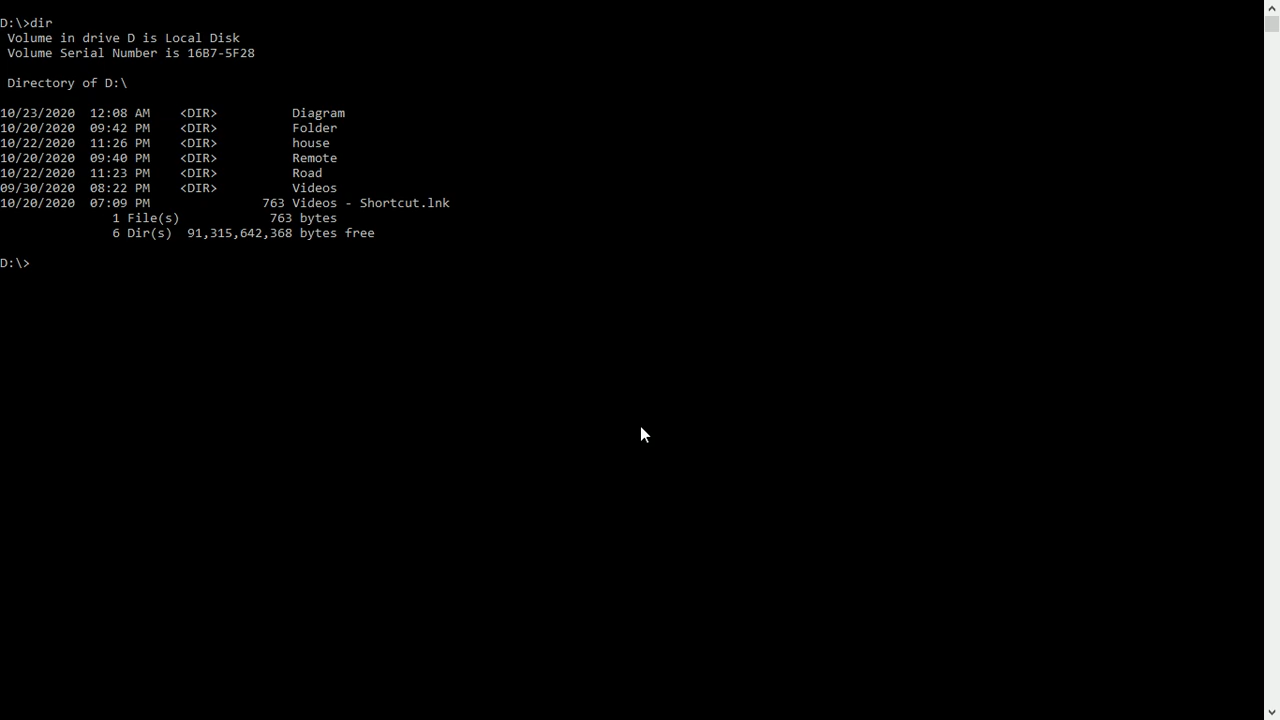 D:\>dir
 Volume in drive D is Local Disk
 Volume Serial Number is 16B7-5F28

 Directory of D:\

10/23/2020  12:08 AM    <DIR>          Diagram
10/20/2020  09:42 PM    <DIR>          Folder
10/22/2020  11:26 PM    <DIR>          house
10/20/2020  09:40 PM    <DIR>          Remote
10/22/2020  11:23 PM    <DIR>          Road
09/30/2020  08:22 PM    <DIR>          Videos
10/20/2020  07:09 PM               763 Videos - Shortcut.lnk
               1 File(s)            763 bytes
               6 Dir(s)  91,315,642,368 bytes free

D:\>